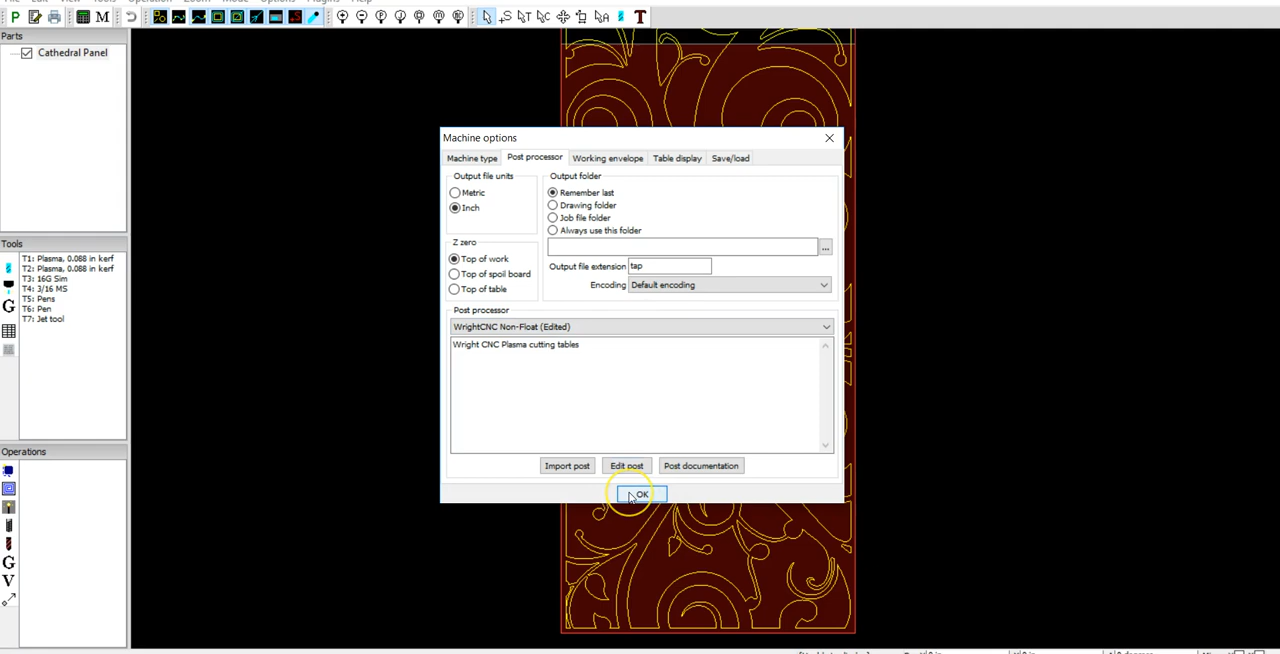 Parts
Cathedral Panel
Tools
T1: Plasma, 0.088 in kerf
T2: Plasma, 0.088 in kerf
T3: 16G Sim
T4: 3/16 MS
T5: Pens
T6: Pen
T7: Jet tool
Operations
Machine options
Machine type
Post processor
Working envelope
Table display
Save/load
Output file units
Metric
Inch
Z zero
Top of work
Top of spoil board
Top of table
Output folder
Remember last
Drawing folder
Job file folder
Always use this folder
...
Output file extension tap
Encoding Default encoding
Post processor
WrightCNC Non-Float (Edited)
Wright CNC Plasma cutting tables
Import post
Edit post
Post documentation
OK